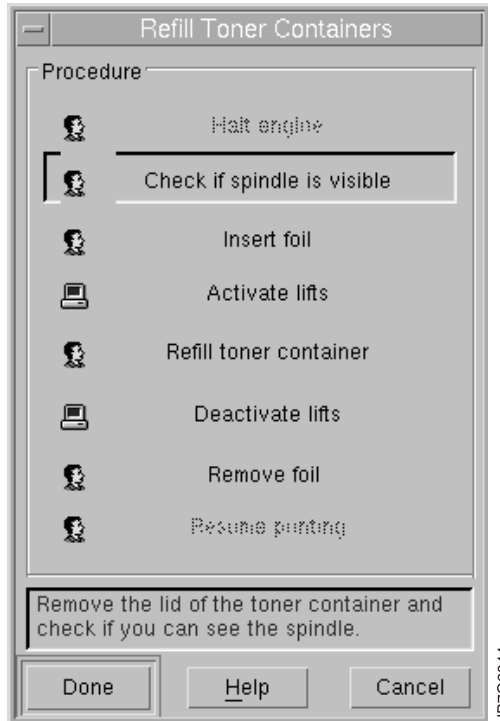 Refill Toner Containers
Procedure
Halt engine
Check if spindle is visible
Insert foil
Activate lifts
Refill toner container
Deactivate lifts
Remove foil
Resume printing
Remove the lid of the toner container and
check if you can see the spindle.
Done
Help
Cancel